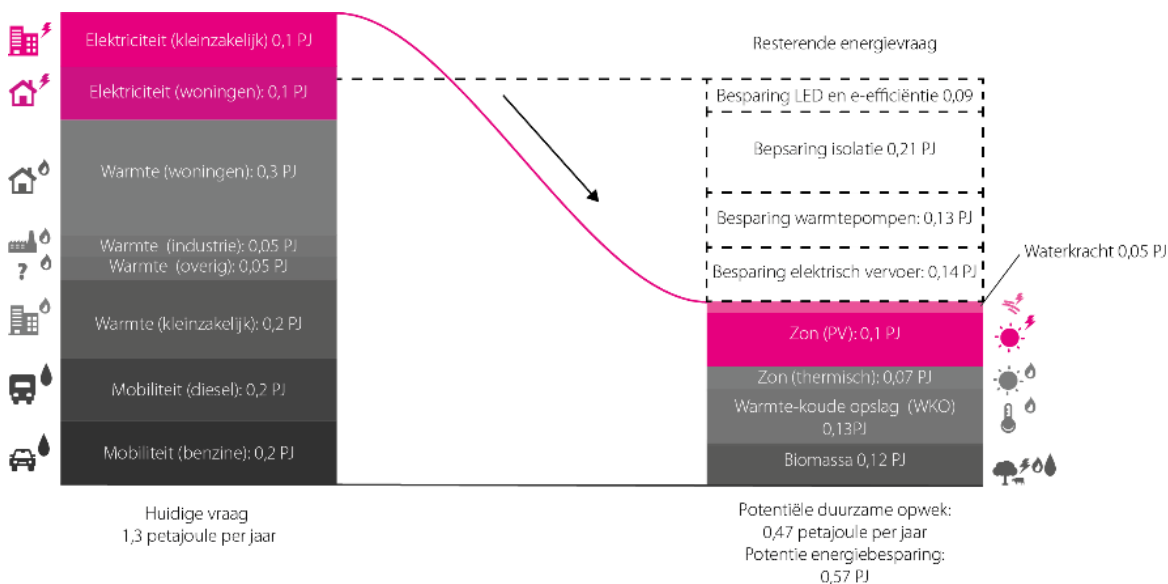 Elektriciteit (kleinzakelijk) 0,1 PJ
Elektriciteit (woningen): 0,1 PJ
Warmte (woningen): 0,3 PJ
Warmte (industrie): 0,05 PJ
?
Warmte (overig): 0,05 PJ
Warmte (kleinzakelijk): 0,2 PJ
Mobiliteit (diesel): 0,2 PJ
Mobiliteit (benzine): 0,2 PJ
Huidige vraag
1,3 petajoule per jaar
Resterende energievraag
Besparing LED en e-efficiëntie 0,09
Bepsaring isolatie 0,21 PJ
Besparing warmtepompen: 0,13 PJ
Besparing elektrisch vervoer: 0,14 PJ
Waterkracht 0,05 PJ
Zon (PV): 0,1 PJ
Zon (thermisch): 0,07 PJ
Warmte-koude opslag (WKO)
0,13PJ
Biomassa 0,12 PJ
Potentiële duurzame opwek:
0,47 petajoule per jaar
Potentie energiebesparing:
0,57 PJ